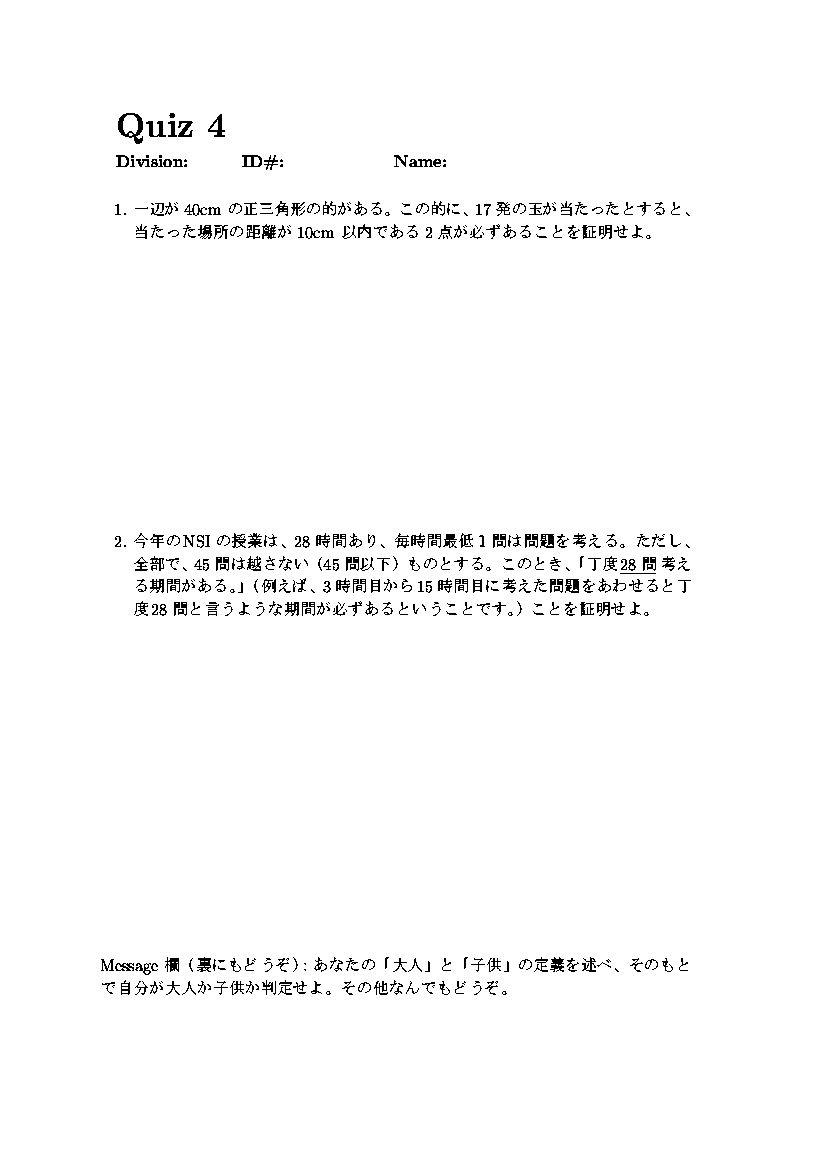 Quiz 4
Division: ID#: Name:
1. 一辺が 40cm の正三角形の的がある。この的に、17 発の玉が当たったとすると、
当たった場所の距離が 10cm 以内である 2 点が必ずあることを証明せよ。
2. 今年のNSI の授業は、28 時間あり、毎時間最低 1 問は問題を考える。ただし、
全部で、45 問は越さない（45 問以下）ものとする。このとき、「丁度28 問考え
る期間がある。」（例えば、3 時間目から 15 時間目に考えた問題をあわせると丁
度28 問と言うような期間が必ずあるということです。）ことを証明せよ。
Message 欄（裏にもどうぞ）: あなたの「大人」と「子供」の定義を述べ、そのもと
で自分が大人か子供か判定せよ。その他なんでもどうぞ。